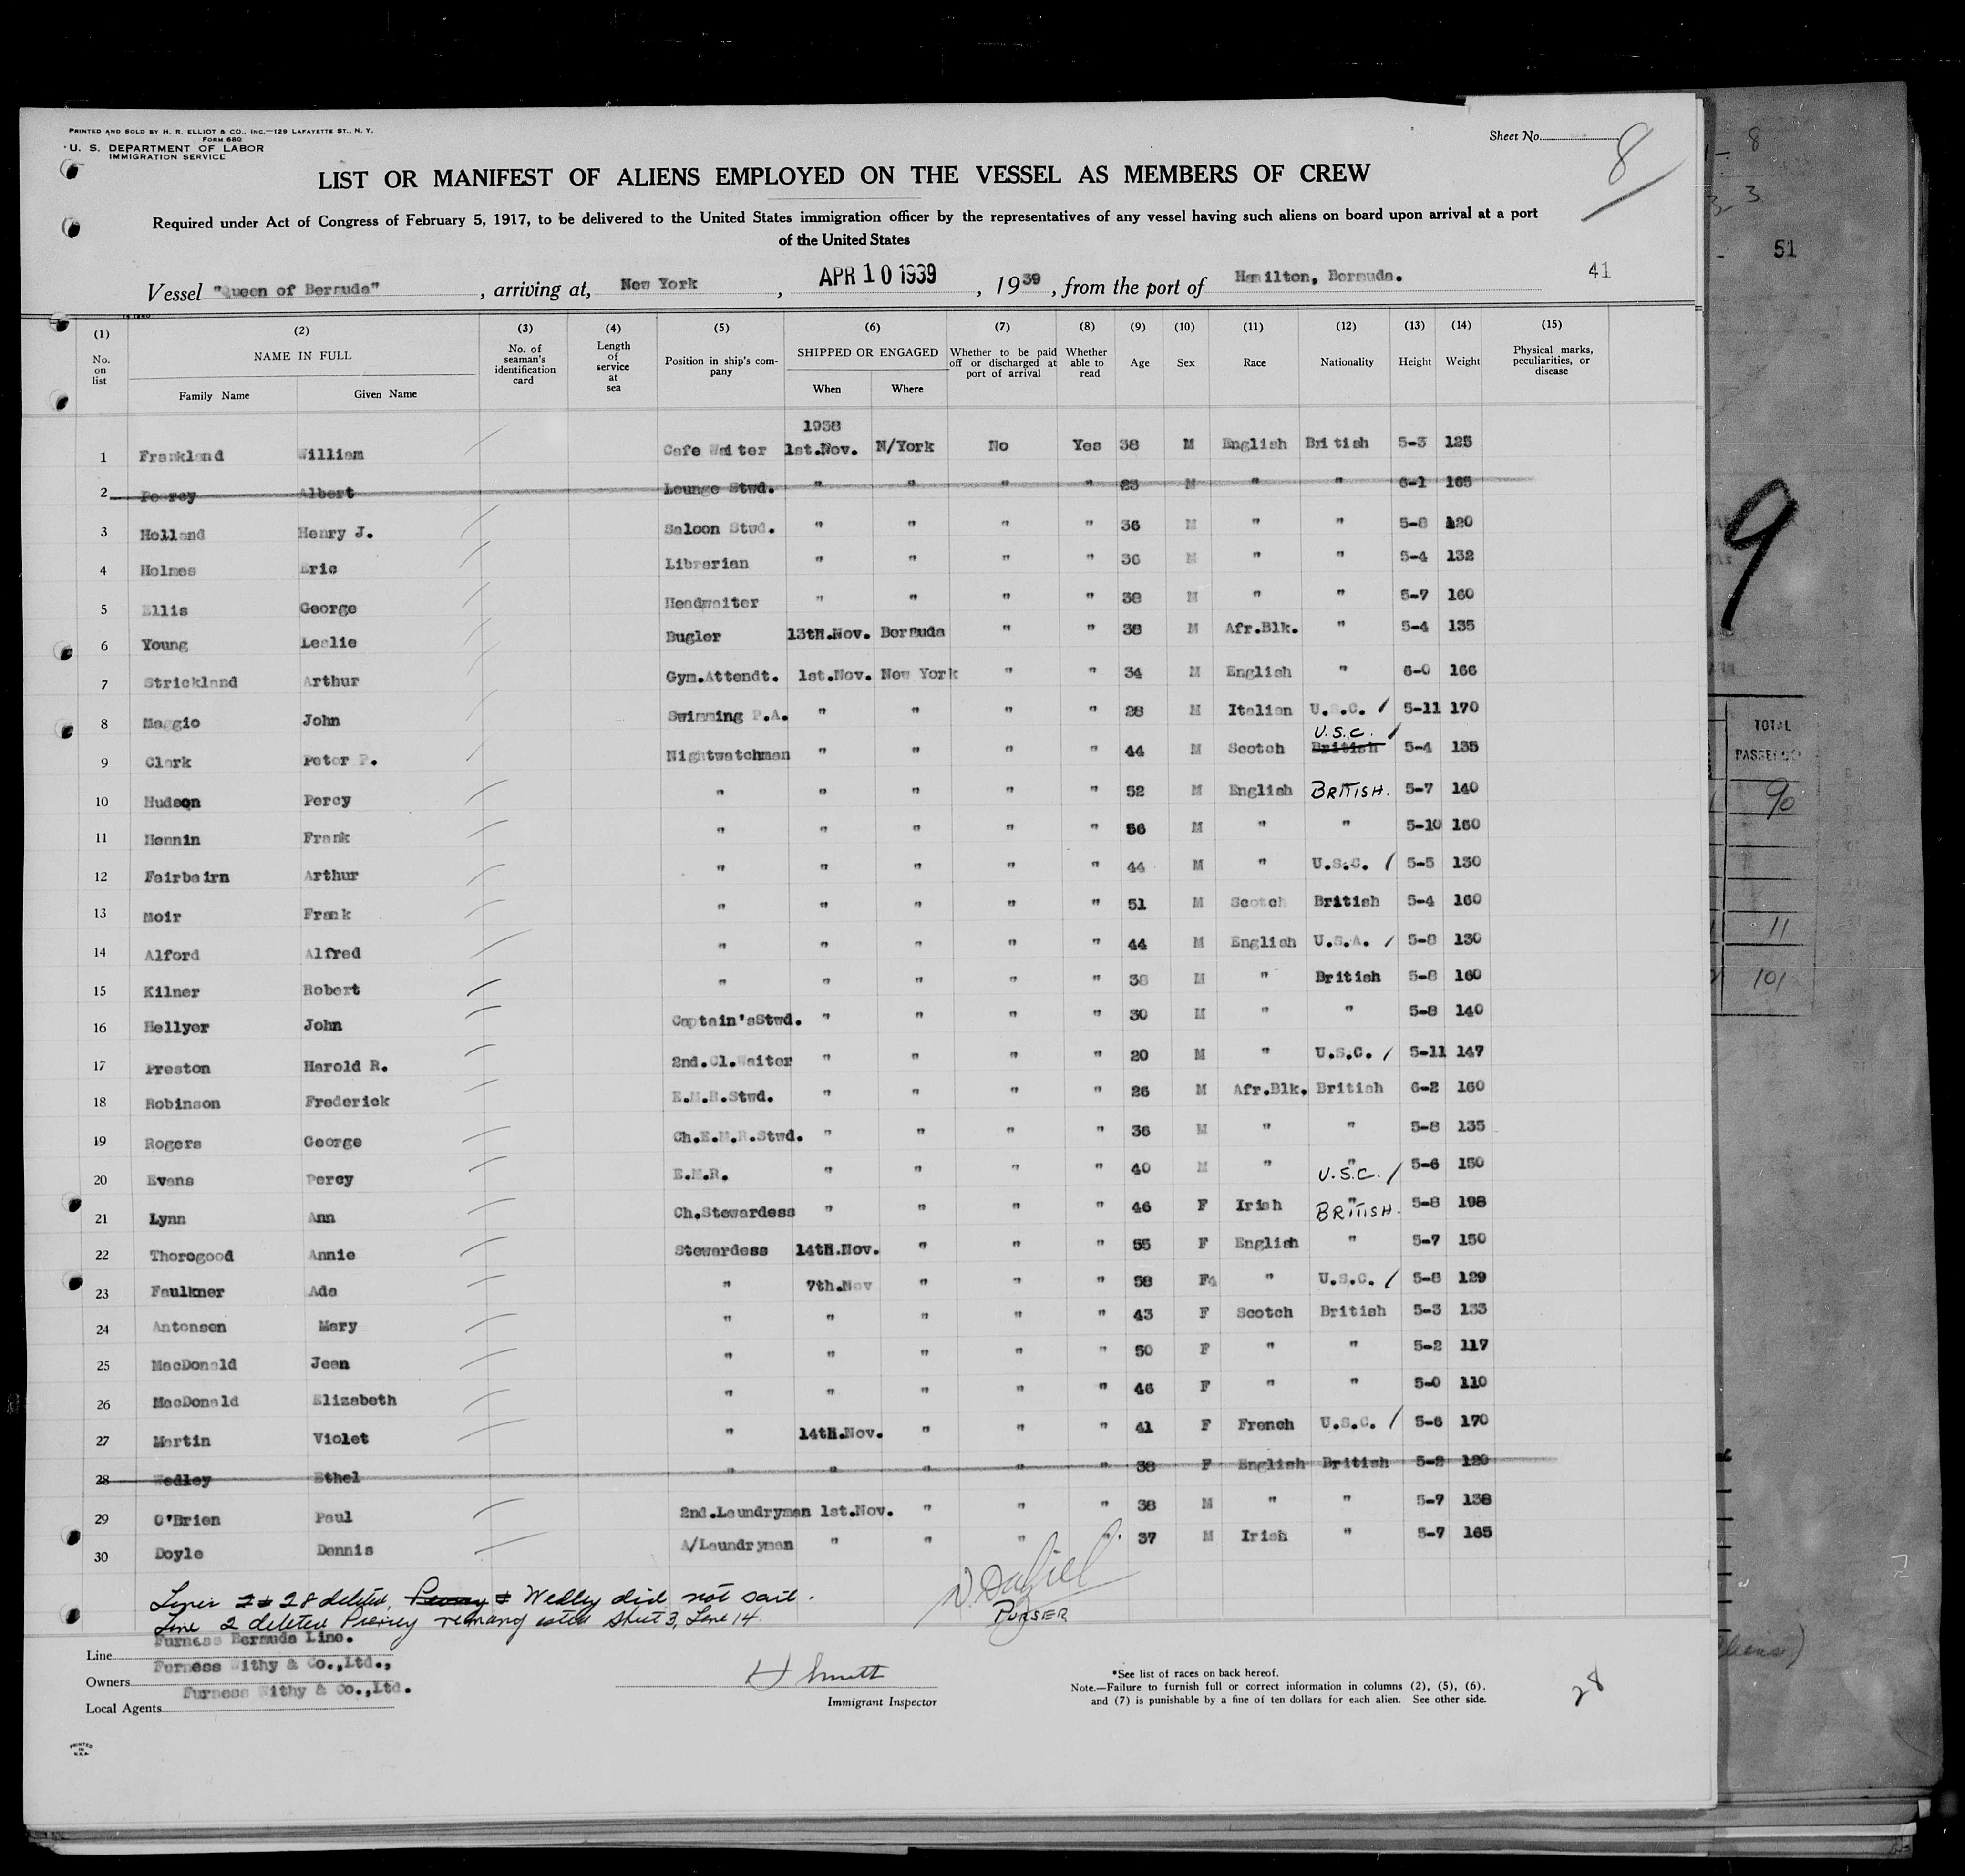 PRINTED AND SOLD BY H. R. ELLIOT & CO., INC.—129 LAFAYETTE ST., N. Y.
FORM 680
U. S. DEPARTMENT OF LABOR
IMMIGRATION SERVICE
Sheet No.
8
LIST OR MANIFEST OF ALIENS EMPLOYED ON THE VESSEL AS MEMBERS OF CREW
Required under Act of Congress of February 5, 1917, to be delivered to the United States immigration officer by the representatives of any vessel having such aliens on board upon arrival at a port
of the United States
Vessel "Queen of Bermuda", arriving at, New York, APR 10 1939, 1939, from the port of Hamilton, Bermuda. 41
(1) (2) (3) (4) (5) (6) (7) (8) (9) (10) (11) (12) (13) (14) (15)
No. on list NAME IN FULL Family Name Given Name No. of seaman's identification card Length of service at sea Position in ship's company SHIPPED OR ENGAGED When Where Whether to be paid off or discharged at port of arrival Whether able to read Age Sex Race Nationality Height Weight Physical marks, peculiarities, or disease
1938
1 Frankland William Cafe Waiter 1st.Nov. N/York No Yes 38 M English British 5-3 125
2 Pearcy Albert Lounge Stwd. " " " " 25 M " " 6-1 165
3 Holland Henry J. Saloon Stwd. " " " " 36 M " " 5-8 120
4 Holmes Eric Librarian " " " " 36 M " " 5-4 132
5 Ellis George Headwaiter " " " " 38 M " " 5-7 160
6 Young Leslie Bugler 13tH.Nov. Bermuda " " 38 M Afr.Blk. " 5-4 135
7 Strickland Arthur Gym.Attendt. 1st.Nov. New York " " 34 M English " 6-0 166
8 Maggio John Swimming P.A. " " " " 28 M Italian U.S.C. / 5-11 170
9 Clark Peter P. Nightwatchman " " " " 44 M Scotch British U.S.C. / 5-4 135
10 Hudson Percy " " " " " 52 M English BRITISH. 5-7 140
11 Hennin Frank " " " " " 56 M " " 5-10 160
12 Fairbairn Arthur " " " " " 44 M " U.S.C. / 5-5 130
13 Moir Frank " " " " " 51 M Scotch British 5-4 160
14 Alford Alfred " " " " " 44 M English U.S.A. / 5-8 130
15 Kilner Robert " " " " " 38 M " British 5-8 160
16 Hellyer John Captain'sStwd. " " " " 30 M " " 5-8 140
17 Preston Harold R. 2nd.Cl.Waiter " " " " 20 M " U.S.C. / 5-11 147
18 Robinson Frederick E.M.R.Stwd. " " " " 26 M Afr.Blk. British 6-2 160
19 Rogers George Ch.E.M.R.Stwd. " " " " 36 M " " 5-8 135
20 Evans Percy E.M.R. " " " " 40 M " " U.S.C. / 5-6 150
21 Lynn Ann Ch.Stewardess " " " " 46 F Irish " BRITISH. 5-8 198
22 Thorogood Annie Stewardess 14tH.Nov. " " " 55 F English " 5-7 150
23 Faulkner Ada " 7th.Nov " " " 58 F " U.S.C. / 5-8 129
24 Antonsen Mary " " " " " 43 F Scotch British 5-3 133
25 MacDonald Jean " " " " " 50 F " " 5-2 117
26 MacDonald Elizabeth " " " " " 46 F " " 5-0 110
27 Martin Violet " 14tH.Nov. " " " 41 F French U.S.C. / 5-6 170
28 Wedley Ethel " " " " " 38 F English British 5-2 120
29 O'Brien Paul 2nd.Laundryman 1st.Nov. " " " 38 M " " 5-7 138
30 Doyle Dennis A/Laundryman " " " " 37 M Irish " 5-7 165
28 deleted, Wedley did not sail.
Line 2 deleted sheet 3, Line 14.
PURSER
Line Furness Bermuda Line.
Owners Furness Withy & Co.,Ltd.,
Local Agents Furness Withy & Co.,Ltd.
Immigrant Inspector
*See list of races on back hereof.
Note.—Failure to furnish full or correct information in columns (2), (5), (6),
and (7) is punishable by a fine of ten dollars for each alien. See other side.
28
PRINTED IN U.S.A.
8
3
51
9
TOTAL
PASSENG
90
11
101